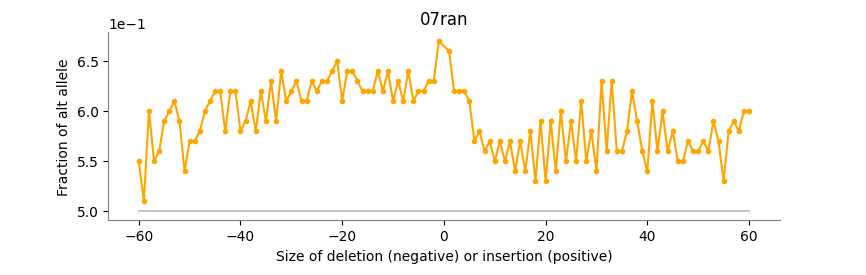 07ran
1e−1
6.5
6.0
5.5
5.0
Fraction of alt allele
−60 −40 −20 0 20 40 60
Size of deletion (negative) or insertion (positive)